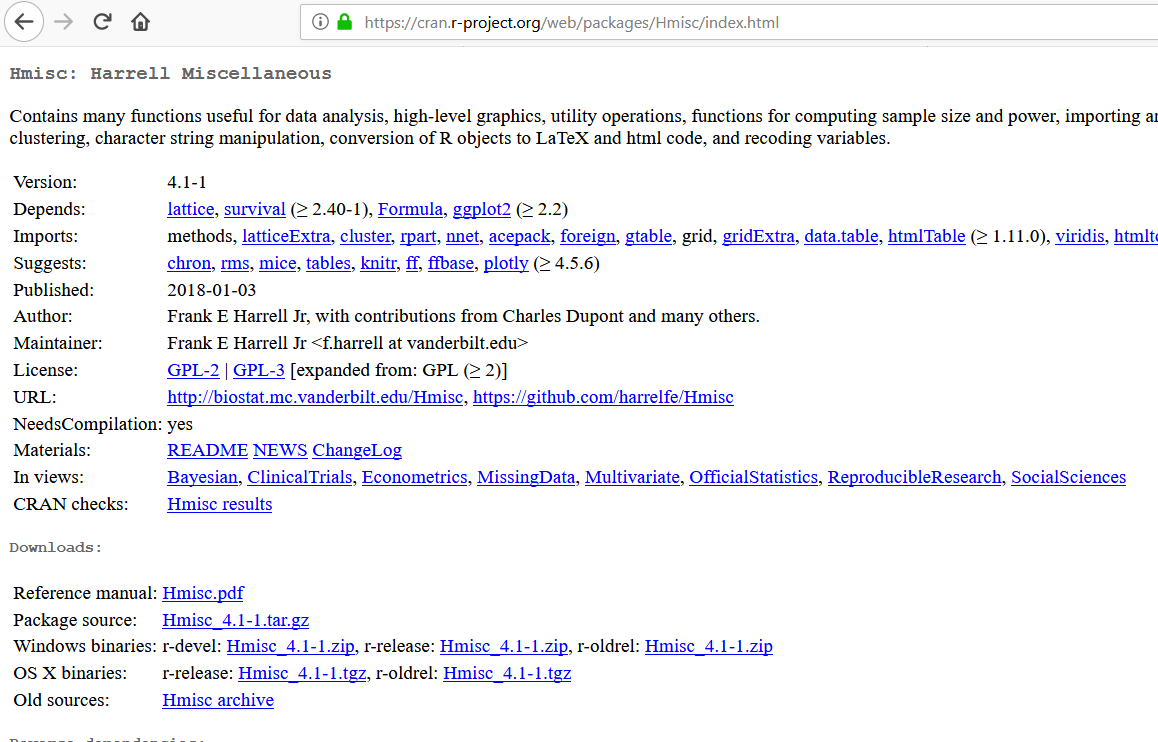 https://cran.r-project.org/web/packages/Hmisc/index.html
Hmisc: Harrell Miscellaneous
Contains many functions useful for data analysis, high-level graphics, utility operations, functions for computing sample size and power, importing
clustering, character string manipulation, conversion of R objects to LaTeX and html code, and recoding variables.
Version: 4.1-1
Depends: lattice, survival (≥ 2.40-1), Formula, ggplot2 (≥ 2.2)
Imports: methods, latticeExtra, cluster, rpart, nnet, acepack, foreign, gtable, grid, gridExtra, data.table, htmlTable (≥ 1.11.0), viridis,
Suggests: chron, rms, mice, tables, knitr, ff, ffbase, plotly (≥ 4.5.6)
Published: 2018-01-03
Author: Frank E Harrell Jr, with contributions from Charles Dupont and many others.
Maintainer: Frank E Harrell Jr <f.harrell at vanderbilt.edu>
License: GPL-2 | GPL-3 [expanded from: GPL (≥ 2)]
URL: http://biostat.mc.vanderbilt.edu/Hmisc, https://github.com/harrelfe/Hmisc
NeedsCompilation: yes
Materials: README NEWS ChangeLog
In views: Bayesian, ClinicalTrials, Econometrics, MissingData, Multivariate, OfficialStatistics, ReproducibleResearch, SocialSciences
CRAN checks: Hmisc results
Downloads:
Reference manual: Hmisc.pdf
Package source: Hmisc_4.1-1.tar.gz
Windows binaries: r-devel: Hmisc_4.1-1.zip, r-release: Hmisc_4.1-1.zip, r-oldrel: Hmisc_4.1-1.zip
OS X binaries: r-release: Hmisc_4.1-1.tgz, r-oldrel: Hmisc_4.1-1.tgz
Old sources: Hmisc archive